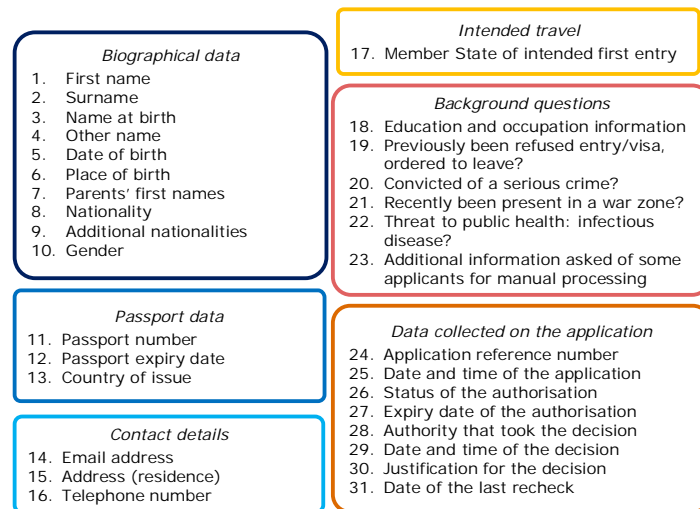 Biographical data
1. First name
2. Surname
3. Name at birth
4. Other name
5. Date of birth
6. Place of birth
7. Parents' first names
8. Nationality
9. Additional nationalities
10. Gender
Passport data
11. Passport number
12. Passport expiry date
13. Country of issue
Contact details
14. Email address
15. Address (residence)
16. Telephone number
Intended travel
17. Member State of intended first entry
Background questions
18. Education and occupation information
19. Previously been refused entry/visa,
ordered to leave?
20. Convicted of a serious crime?
21. Recently been present in a war zone?
22. Threat to public health: infectious
disease?
23. Additional information asked of some
applicants for manual processing
Data collected on the application
24. Application reference number
25. Date and time of the application
26. Status of the authorisation
27. Expiry date of the authorisation
28. Authority that took the decision
29. Date and time of the decision
30. Justification for the decision
31. Date of the last recheck